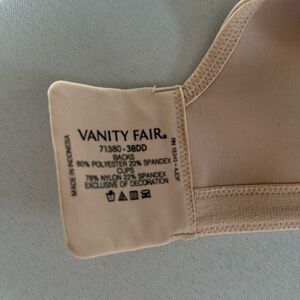 VANITY FAIR®
71380 - 38DD
BACKS
80% POLYESTER 20% SPANDEX
CUPS
78% NYLON 22% SPANDEX
EXCLUSIVE OF DECORATION
MADE IN INDONESIA